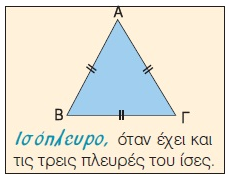 Α
Β Γ
Ισόπλευρο, όταν έχει και
τις τρεις πλευρές του ίσες.